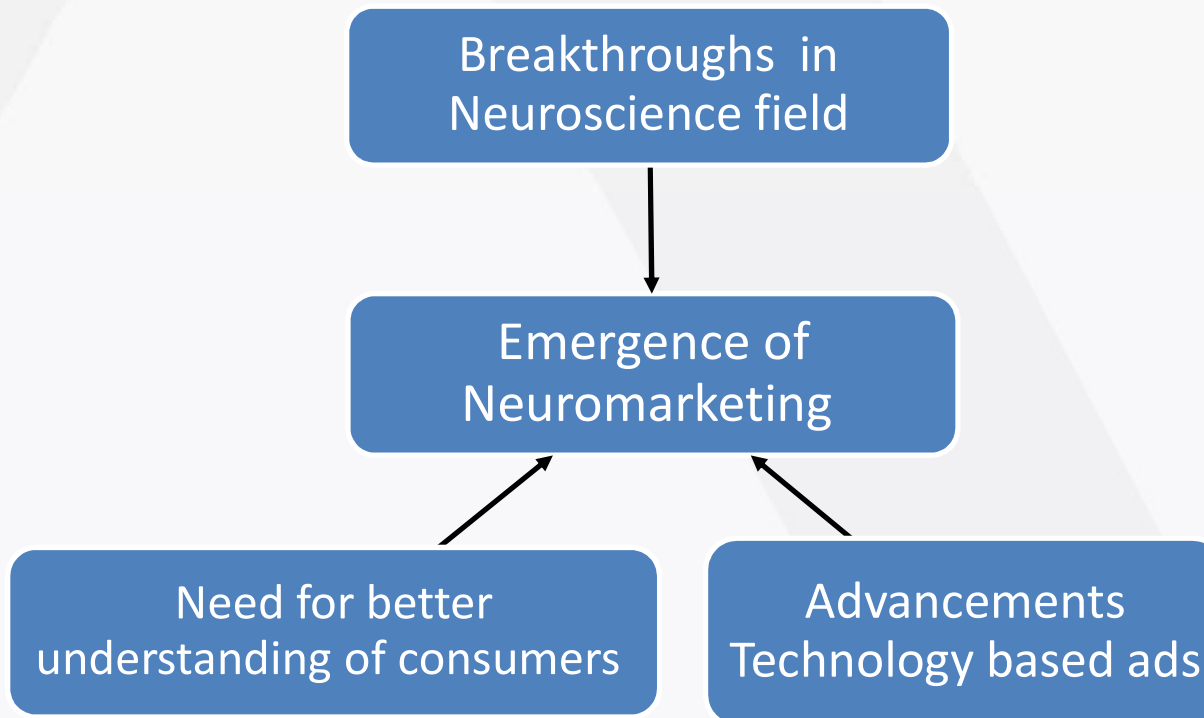 Breakthroughs in
Neuroscience field
Emergence of
Neuromarketing
Need for better
understanding of consumers
Advancements
Technology based ads